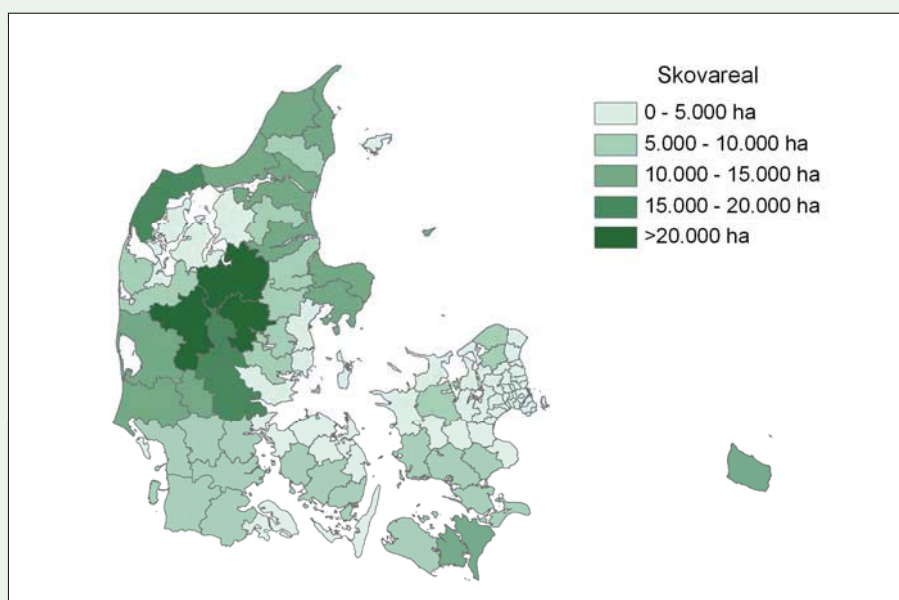 Skovareal
0 - 5.000 ha
5.000 - 10.000 ha
10.000 - 15.000 ha
15.000 - 20.000 ha
>20.000 ha